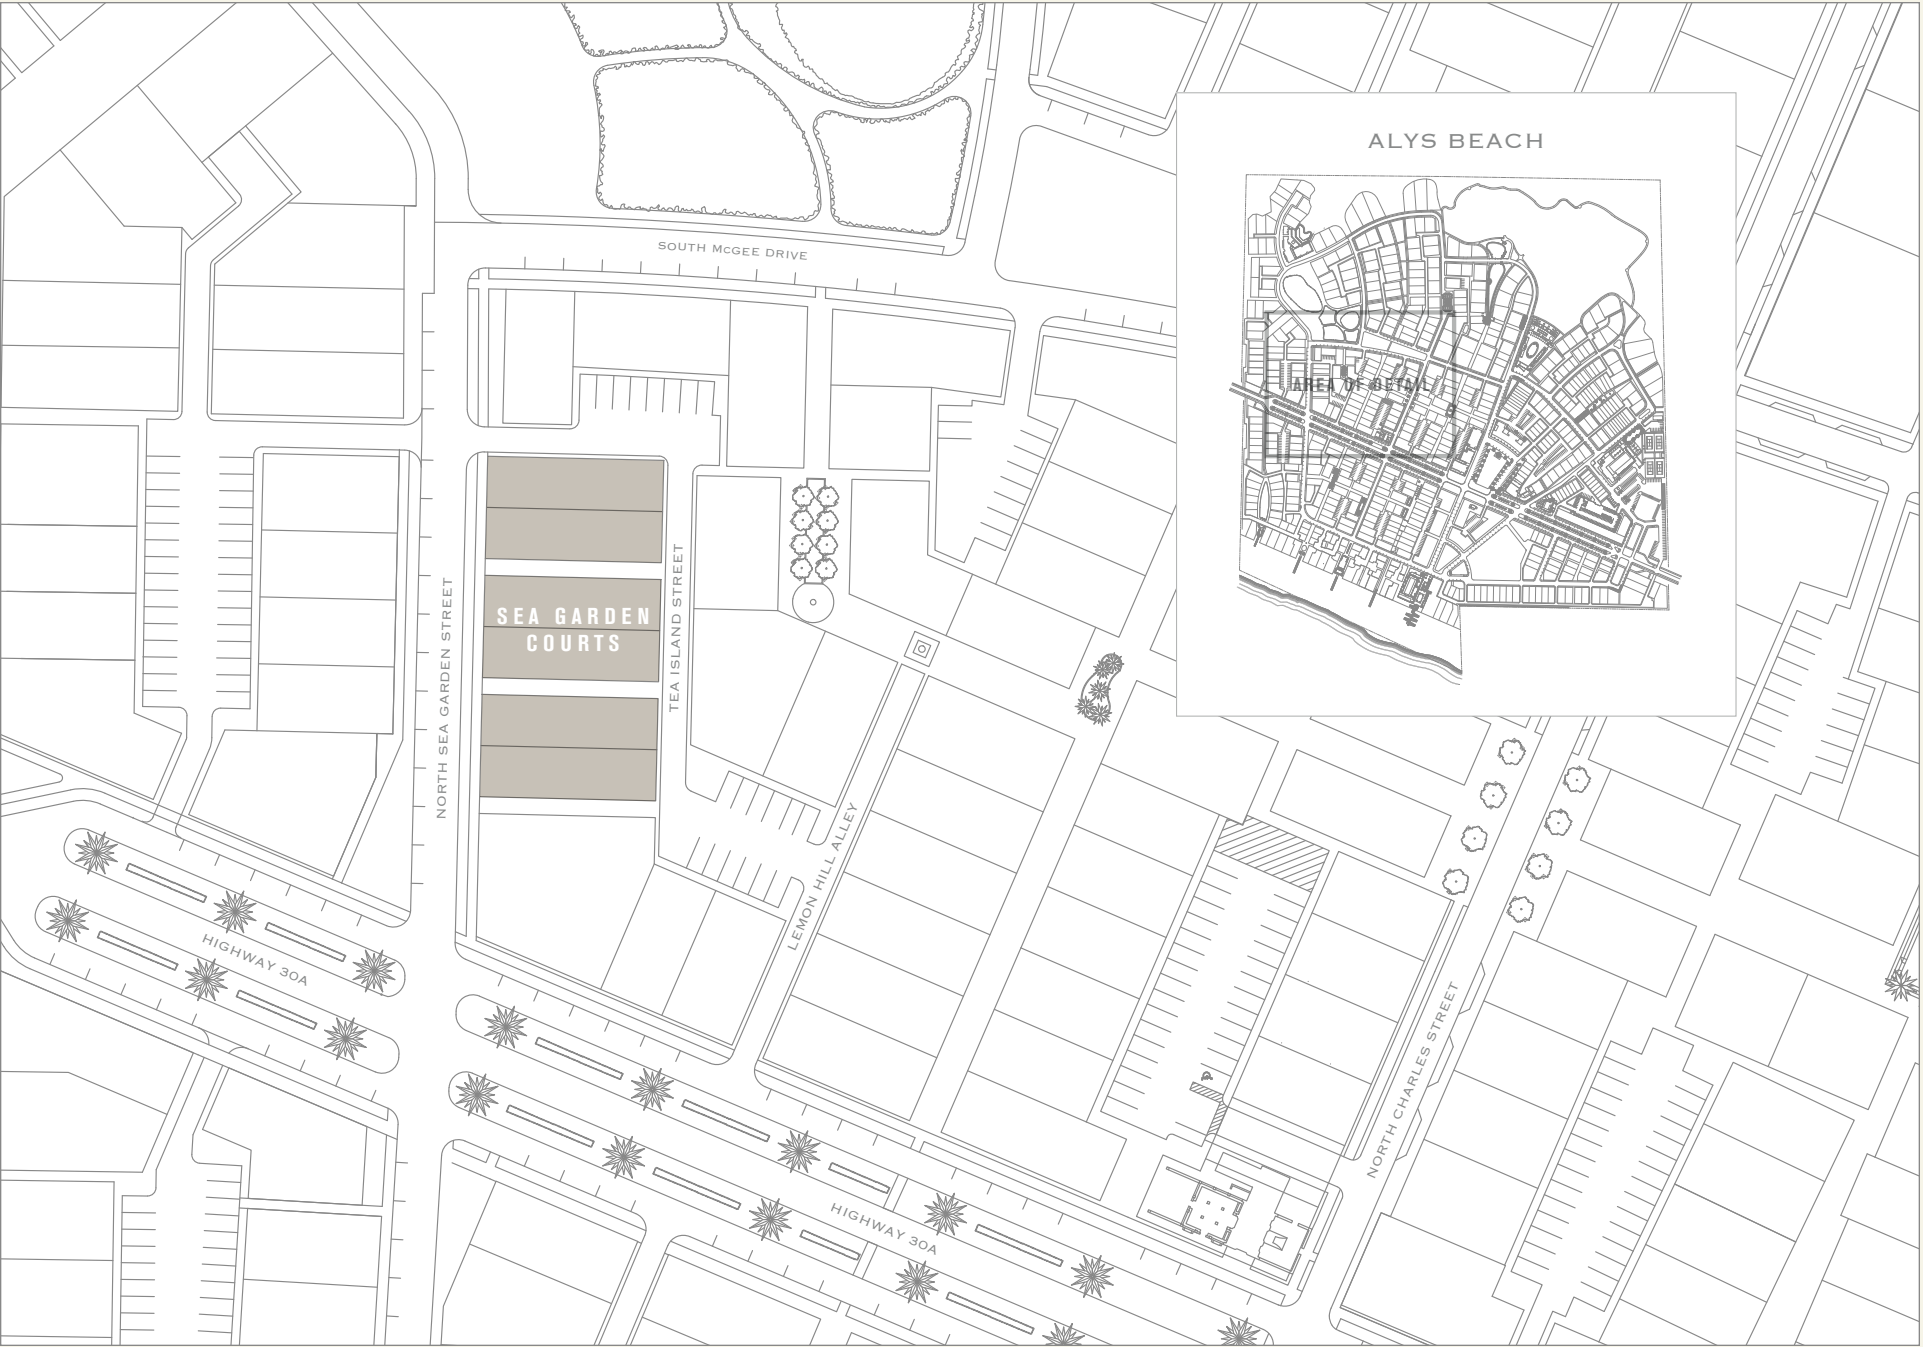 ALYS BEACH
AREA OF DETAIL
SOUTH McGEE DRIVE
SEA GARDEN
COURTS
NORTH SEA GARDEN STREET
TEA ISLAND STREET
LEMON HILL ALLEY
HIGHWAY 30A
NORTH CHARLES STREET
HIGHWAY 30A